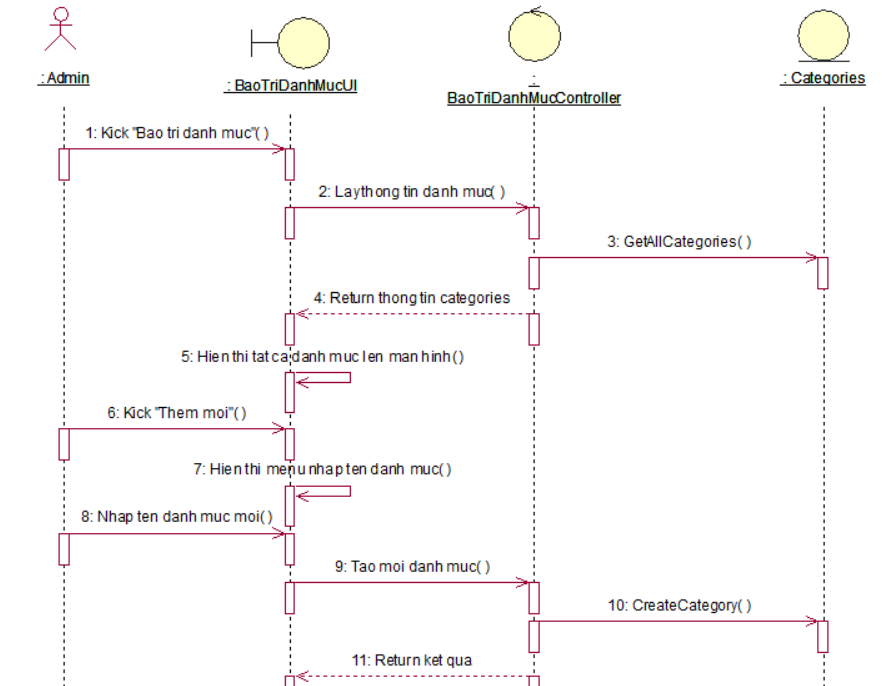 : Admin
: BaoTriDanhMucUI
:
BaoTriDanhMucController
: Categories
1: Kick "Bao tri danh muc"( )
2: Lay thong tin danh muc( )
3: GetAllCategories( )
4: Return thong tin categories
5: Hien thi tat ca danh muc len man hinh( )
6: Kick "Them moi"( )
7: Hien thi menu nhap ten danh muc( )
8: Nhap ten danh muc moi( )
9: Tao moi danh muc( )
10: CreateCategory( )
11: Return ket qua